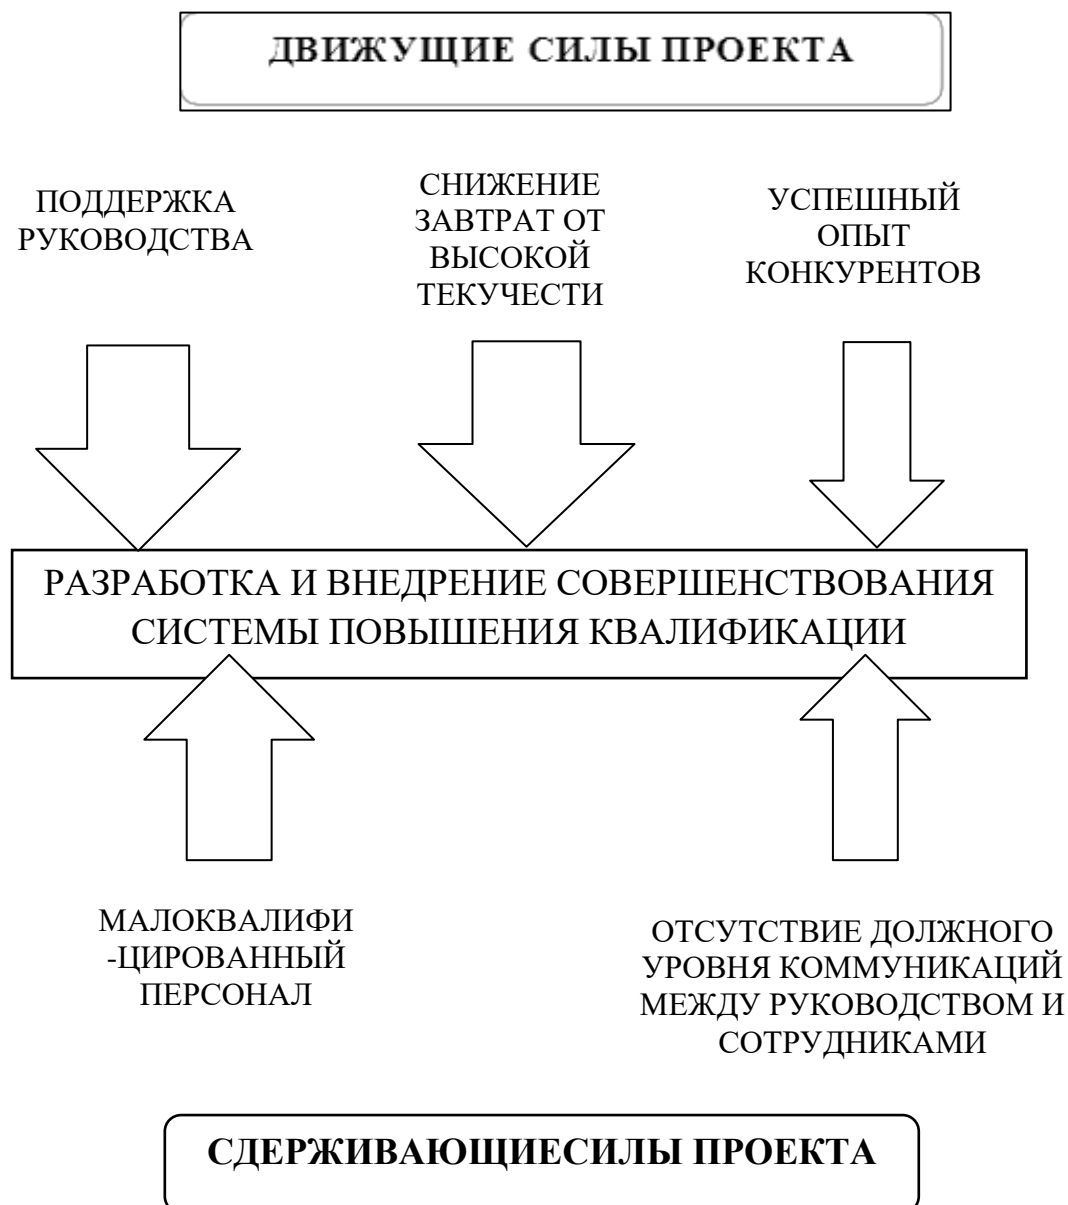 ДВИЖУЩИЕ СИЛЫ ПРОЕКТА
ПОДДЕРЖКА
РУКОВОДСТВА
СНИЖЕНИЕ
ЗАВТРАТ ОТ
ВЫСОКОЙ
ТЕКУЧЕСТИ
УСПЕШНЫЙ
ОПЫТ
КОНКУРЕНТОВ
РАЗРАБОТКА И ВНЕДРЕНИЕ СОВЕРШЕНСТВОВАНИЯ
СИСТЕМЫ ПОВЫШЕНИЯ КВАЛИФИКАЦИИ
МАЛОКВАЛИФИ
-ЦИРОВАННЫЙ
ПЕРСОНАЛ
ОТСУТСТВИЕ ДОЛЖНОГО
УРОВНЯ КОММУНИКАЦИЙ
МЕЖДУ РУКОВОДСТВОМ И
СОТРУДНИКАМИ
СДЕРЖИВАЮЩИЕСИЛЫ ПРОЕКТА